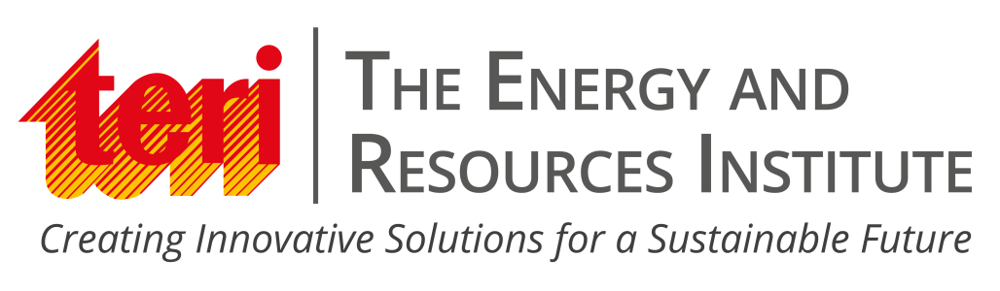 teri
The Energy and
Resources Institute
Creating Innovative Solutions for a Sustainable Future